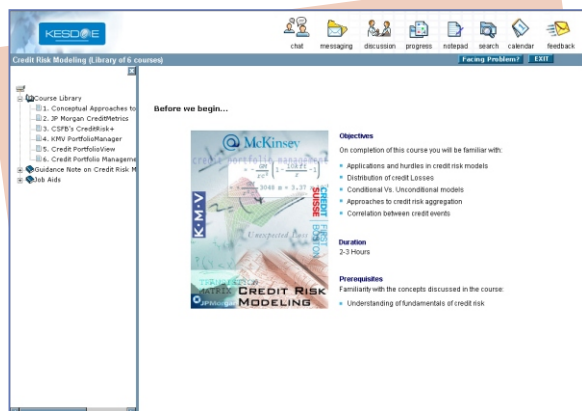 KESDEE
chat messaging discussion progress notepad search calendar feedback
Credit Risk Modeling (Library of 6 courses)
Facing Problem? EXIT
Course Library
1. Conceptual Approaches to
2. JP Morgan CreditMetrics
3. CSFB's CreditRisk+
4. KMV PortfolioManager
5. Credit PortfolioView
6. Credit Portfolio Manageme
Guidance Note on Credit Risk M
Job Aids
Before we begin...
McKinsey
K·M·V
CREDIT FIRST
SUISSE BOSTON
Unexpected Loss
MATRIX CREDIT RISK
JPMorgan MODELING
Objectives
On completion of this course you will be familiar with:
Applications and hurdles in credit risk models
Distribution of credit Losses
Conditional Vs. Unconditional models
Approaches to credit risk aggregation
Correlation between credit events
Duration
2-3 Hours
Prerequisites
Familiarity with the concepts discussed in the course:
Understanding of fundamentals of credit risk